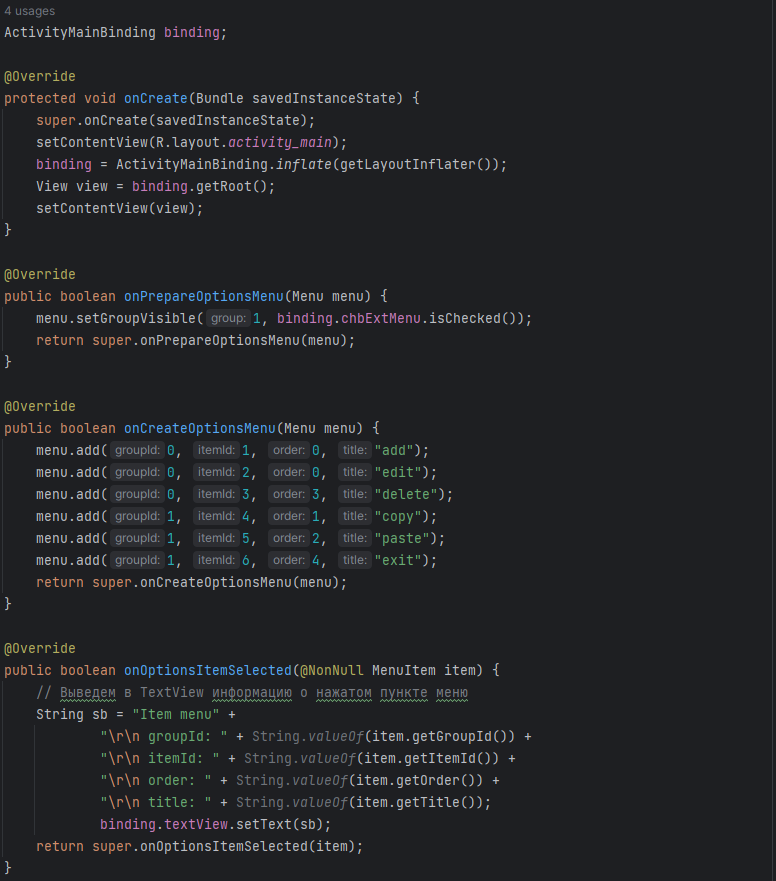 4 usages
ActivityMainBinding binding;
@Override
protected void onCreate(Bundle savedInstanceState) {
super.onCreate(savedInstanceState);
setContentView(R.layout.activity_main);
binding = ActivityMainBinding.inflate(getLayoutInflater());
View view = binding.getRoot();
setContentView(view);
}
@Override
public boolean onPrepareOptionsMenu(Menu menu) {
menu.setGroupVisible( group: 1, binding.chbExtMenu.isChecked());
return super.onPrepareOptionsMenu(menu);
}
@Override
public boolean onCreateOptionsMenu(Menu menu) {
menu.add( groupId: 0, itemId: 1, order: 0, title: "add");
menu.add( groupId: 0, itemId: 2, order: 0, title: "edit");
menu.add( groupId: 0, itemId: 3, order: 3, title: "delete");
menu.add( groupId: 1, itemId: 4, order: 1, title: "copy");
menu.add( groupId: 1, itemId: 5, order: 2, title: "paste");
menu.add( groupId: 1, itemId: 6, order: 4, title: "exit");
return super.onCreateOptionsMenu(menu);
}
@Override
public boolean onOptionsItemSelected(@NonNull MenuItem item) {
// Выведем в TextView информацию о нажатом пункте меню
String sb = "Item menu" +
"\r\n groupId: " + String.valueOf(item.getGroupId()) +
"\r\n itemId: " + String.valueOf(item.getItemId()) +
"\r\n order: " + String.valueOf(item.getOrder()) +
"\r\n title: " + String.valueOf(item.getTitle());
binding.textView.setText(sb);
return super.onOptionsItemSelected(item);
}